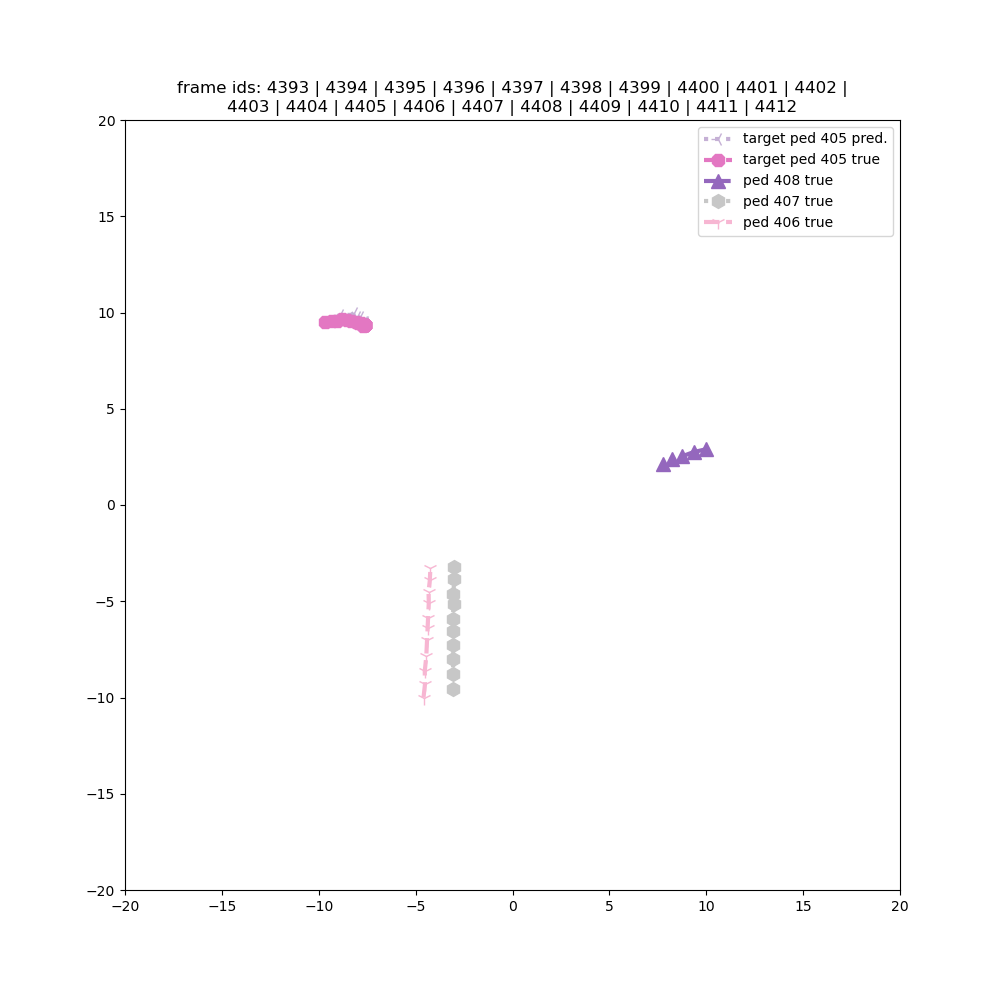 frame ids: 4393 | 4394 | 4395 | 4396 | 4397 | 4398 | 4399 | 4400 | 4401 | 4402 |
4403 | 4404 | 4405 | 4406 | 4407 | 4408 | 4409 | 4410 | 4411 | 4412
target ped 405 pred.
target ped 405 true
ped 408 true
ped 407 true
ped 406 true
20
15
10
5
0
−5
−10
−15
−20
−20 −15 −10 −5 0 5 10 15 20